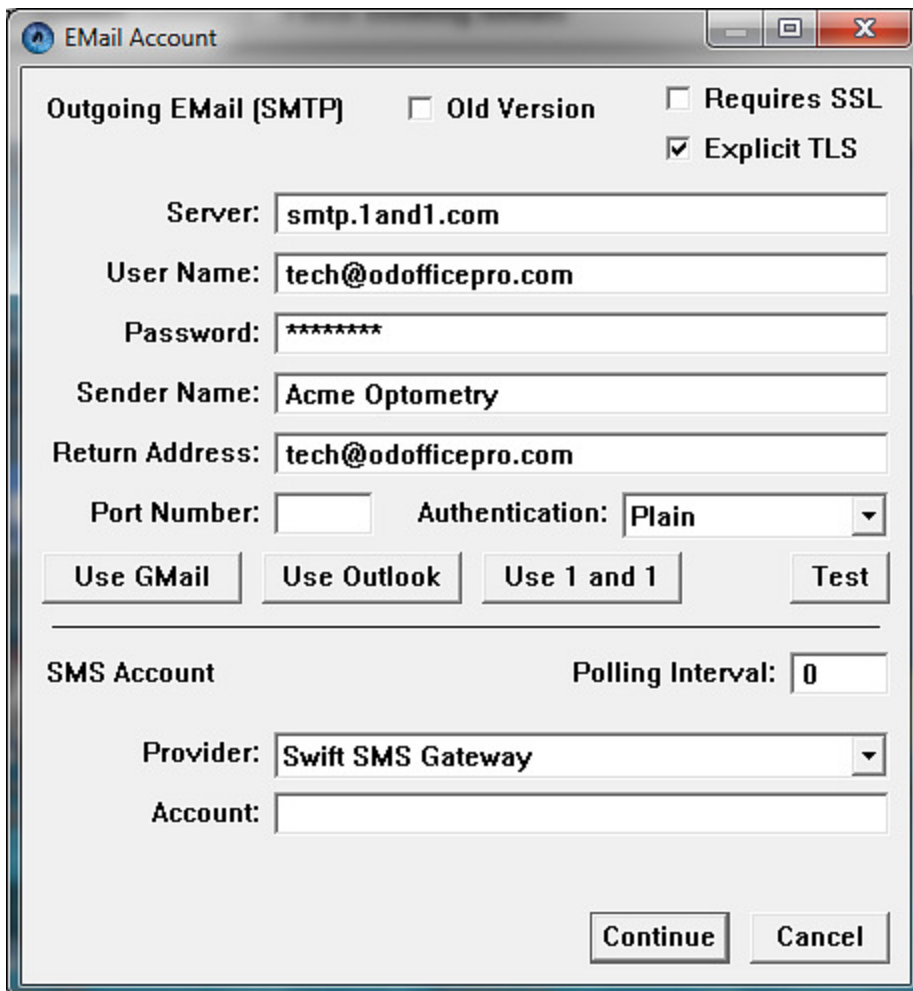 EMail Account
Outgoing EMail (SMTP) Old Version Requires SSL
Explicit TLS
Server: smtp.1and1.com
User Name: tech@odofficepro.com
Password: ********
Sender Name: Acme Optometry
Return Address: tech@odofficepro.com
Port Number: Authentication: Plain
Use GMail Use Outlook Use 1 and 1 Test
SMS Account Polling Interval: 0
Provider: Swift SMS Gateway
Account:
Continue Cancel